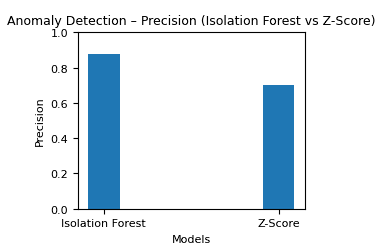 Anomaly Detection – Precision (Isolation Forest vs Z-Score)
1.0
0.8
0.6
0.4
0.2
0.0
Precision
Isolation Forest
Z-Score
Models